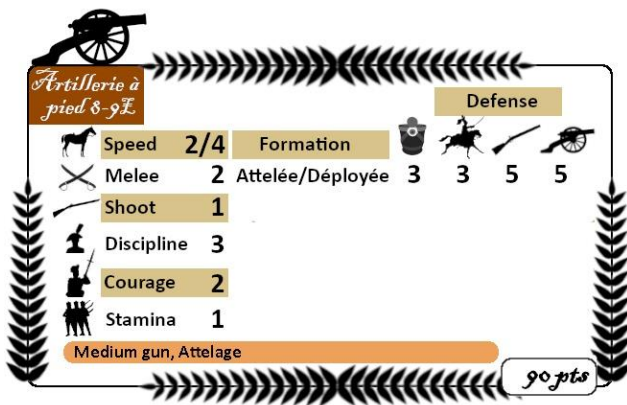 Artillerie à
pied 8-9£
Defense
Speed 2/4 Formation
Melee 2 Attelée/Déployée 3 3 5 5
Shoot 1
Discipline 3
Courage 2
Stamina 1
Medium gun, Attelage
90 pts